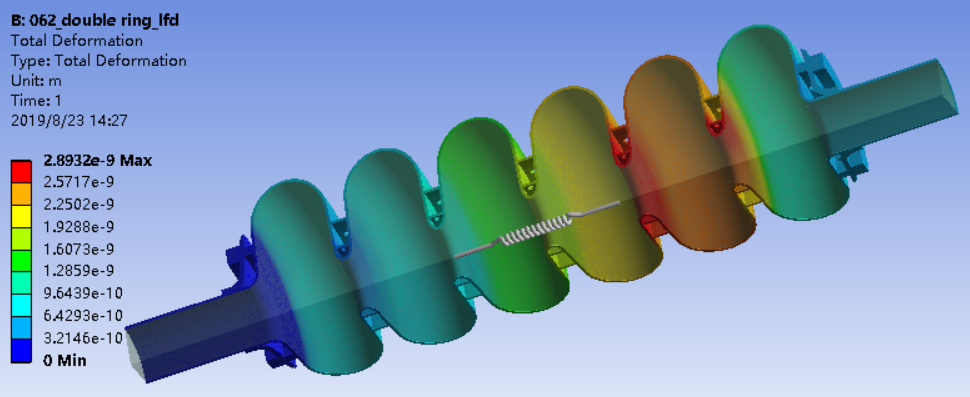 B: 062_double ring_lfd
Total Deformation
Type: Total Deformation
Unit: m
Time: 1
2019/8/23 14:27
2.8932e-9 Max
2.5717e-9
2.2502e-9
1.9288e-9
1.6073e-9
1.2859e-9
9.6439e-10
6.4293e-10
3.2146e-10
0 Min